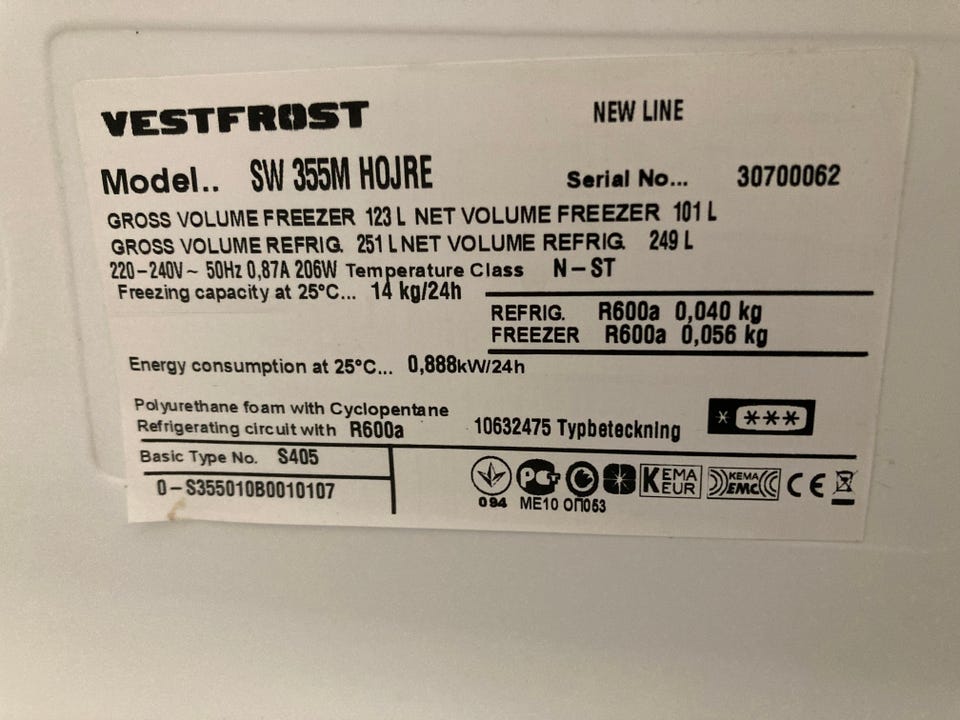 VESTFROST NEW LINE
Model.. SW 355M HOJRE Serial No... 30700062
GROSS VOLUME FREEZER 123 L NET VOLUME FREEZER 101 L
GROSS VOLUME REFRIG. 251 L NET VOLUME REFRIG. 249 L
220-240V~ 50Hz 0,87A 206W Temperature Class N-ST
Freezing capacity at 25°C... 14 kg/24h
REFRIG. R600a 0,040 kg
FREEZER R600a 0,056 kg
Energy consumption at 25°C... 0,888kW/24h
Polyurethane foam with Cyclopentane
Refrigerating circuit with R600a 10632475 Typbeteckning
* ***
Basic Type No. S405
0-S355010B0010107
KEMA
EUR
KEMA
EMC
CE
094 ME10 ОП053